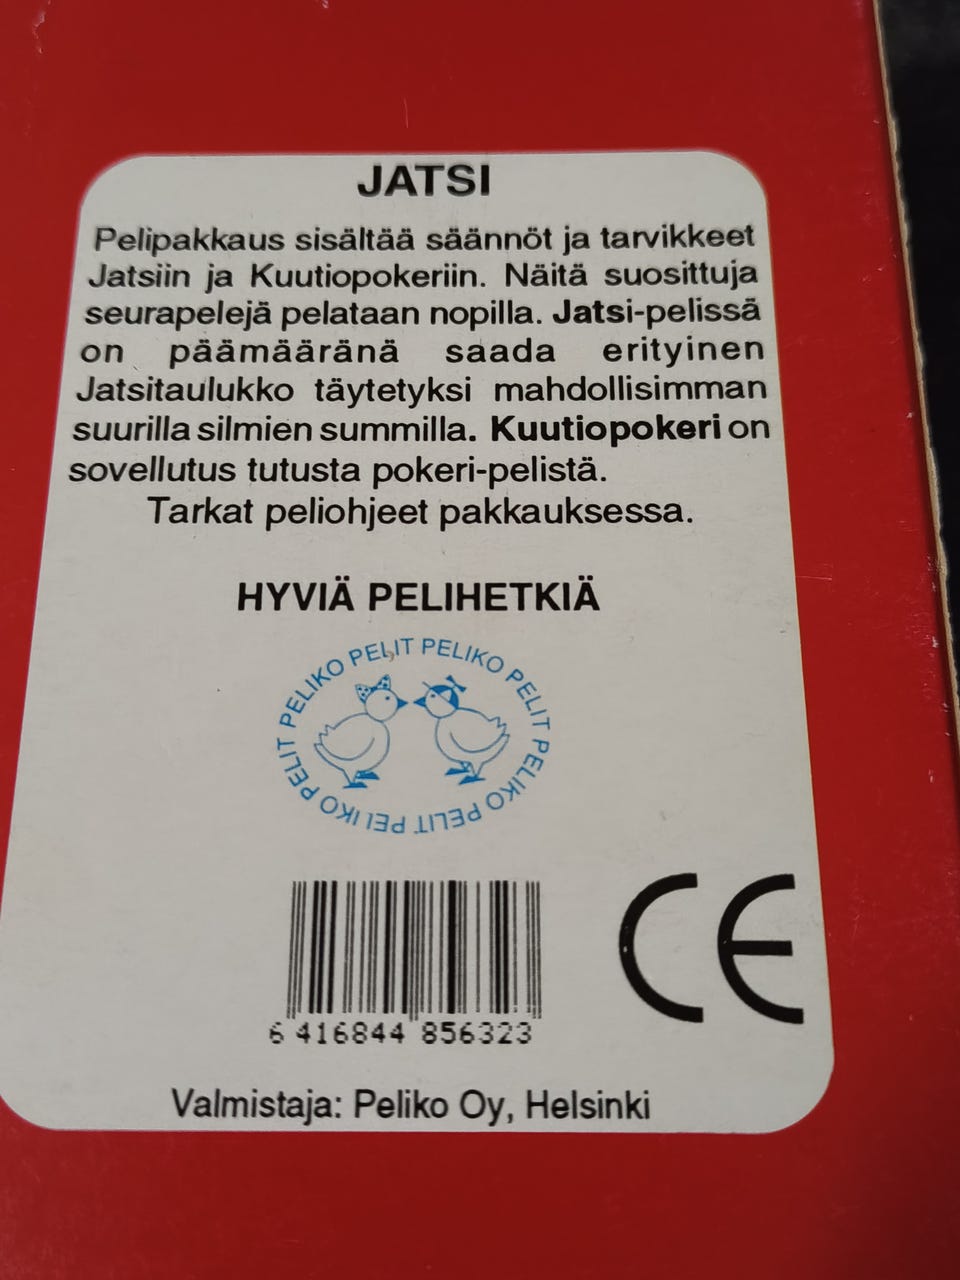 JATSI
Pelipakkaus sisältää säännöt ja tarvikkeet
Jatsiin ja Kuutiopokeriin. Näitä suosittuja
seurapelejä pelataan nopilla. Jatsi-pelissä
on päämääränä saada erityinen
Jatsitaulukko täytetyksi mahdollisimman
suurilla silmien summilla. Kuutiopokeri on
sovellutus tutusta pokeri-pelistä.
Tarkat peliohjeet pakkauksessa.
HYVIÄ PELIHETKIÄ
PELIKO PELIT PELIKO PELIT PELIKO PELIT PELIKO PELIT
CE
6 416844 856323
Valmistaja: Peliko Oy, Helsinki